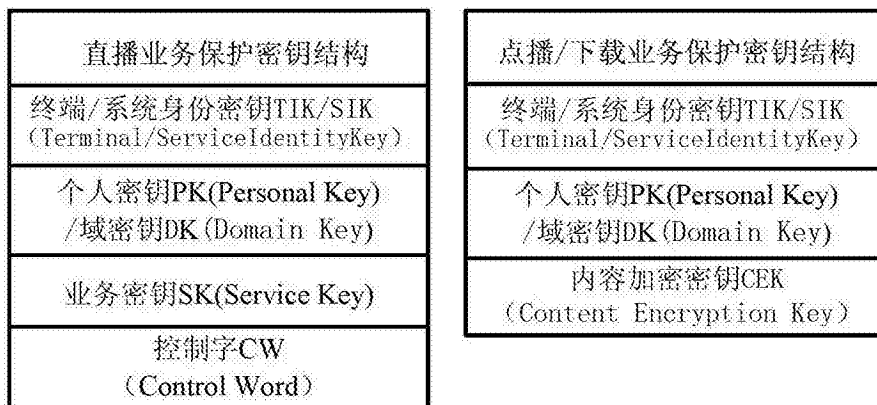 直播业务保护密钥结构
终端/系统身份密钥TIK/SIK
(Terminal/ServiceIdentityKey)
个人密钥PK(Personal Key)
/域密钥DK(Domain Key)
业务密钥SK(Service Key)
控制字CW
（Control Word）
点播/下载业务保护密钥结构
终端/系统身份密钥TIK/SIK
(Terminal/ServiceIdentityKey)
个人密钥PK(Personal Key)
/域密钥DK(Domain Key)
内容加密密钥CEK
（Content Encryption Key）